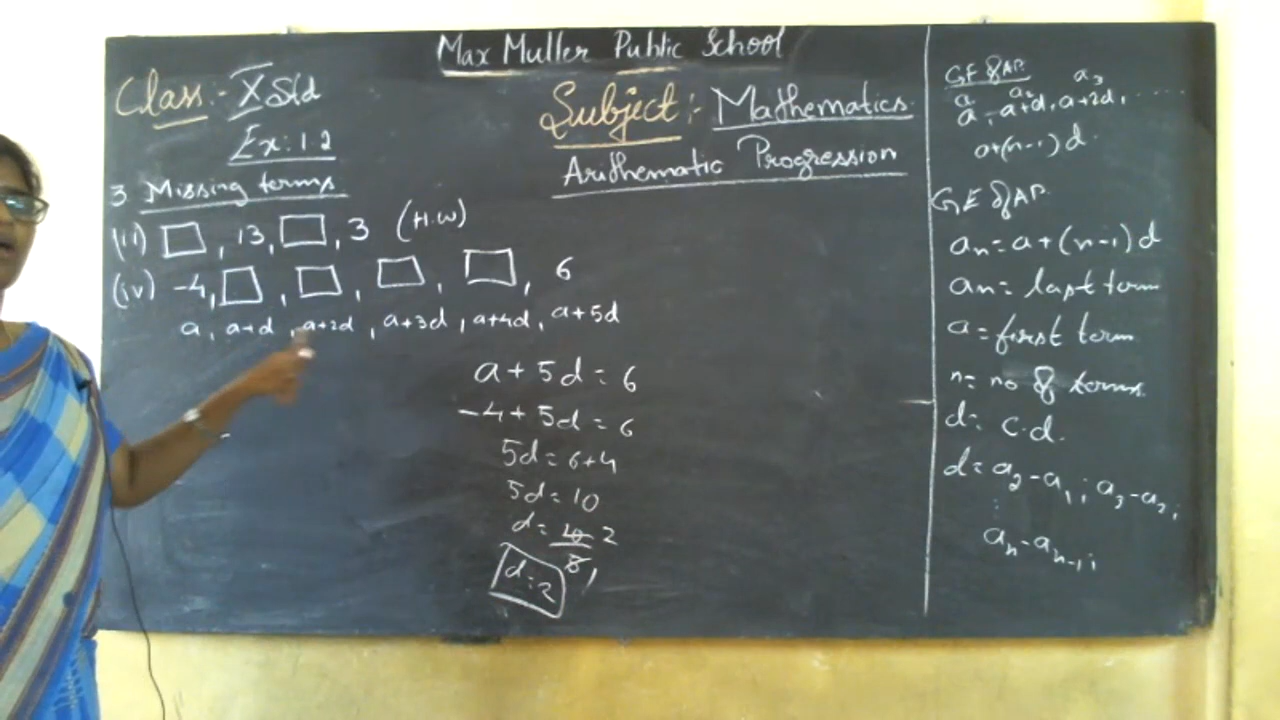 Max Muller Public School
Class:- X Std
Subject:- Mathematics
Ex: 1.2
Arithematic Progression
3 Missing terms
(ii) □, 13, □, 3 (H.W)
(iv) -4, □, □, □, □, 6
a, a+d, a+2d, a+3d, a+4d, a+5d
a + 5d = 6
-4 + 5d = 6
5d = 6+4
5d = 10
d = 10/5 2
d = 2
G.F of AP.
a a₂ a₃
a, a+d, a+2d, .....
a+(n-1)d
G E of AP.
aₙ = a + (n-1) d
aₙ = last term
a = first term
n = no of terms.
d = c.d.
d = a₂ - a₁ ; a₃ - a₂ ;
aₙ - aₙ₋₁ ;